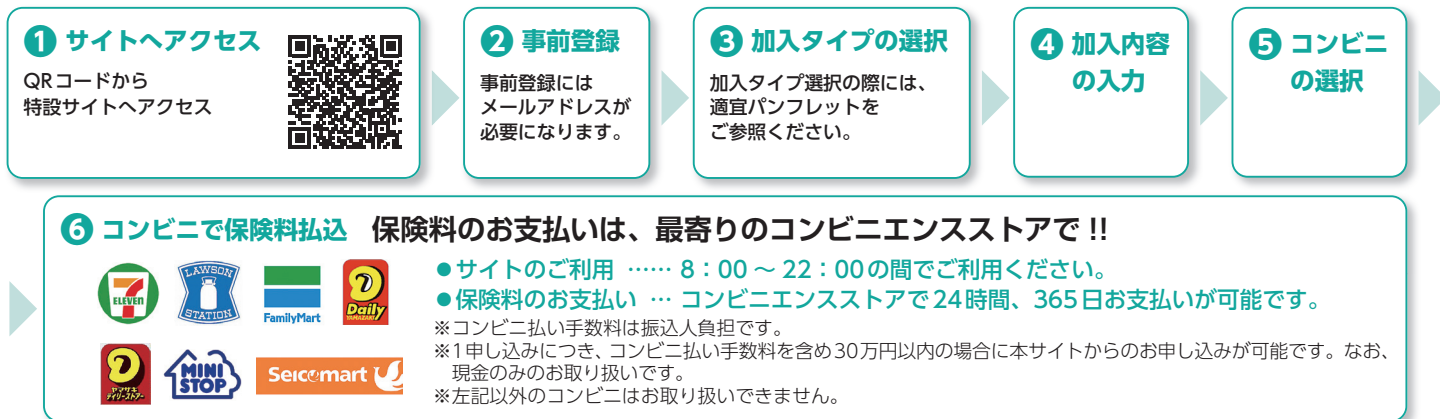 ❶ サイトへアクセス
QRコードから
特設サイトへアクセス
❷ 事前登録
事前登録には
メールアドレスが
必要になります。
❸ 加入タイプの選択
加入タイプ選択の際には、
適宜パンフレットを
ご参照ください。
❹ 加入内容
の入力
❺ コンビニ
の選択
❻ コンビニで保険料払込 保険料のお支払いは、最寄りのコンビニエンスストアで!!
7
ELEVEN
LAWSON
STATION
FamilyMart
Daily
YAMAZAKI
ヤマザキ
デイリーストアー
MINI
STOP
Seicomart
●サイトのご利用 …… 8:00 〜 22:00の間でご利用ください。
●保険料のお支払い … コンビニエンスストアで24時間、365日お支払いが可能です。
※コンビニ払い手数料は振込人負担です。
※1申し込みにつき、コンビニ払い手数料を含め30万円以内の場合に本サイトからのお申し込みが可能です。なお、
現金のみのお取り扱いです。
※左記以外のコンビニはお取り扱いできません。